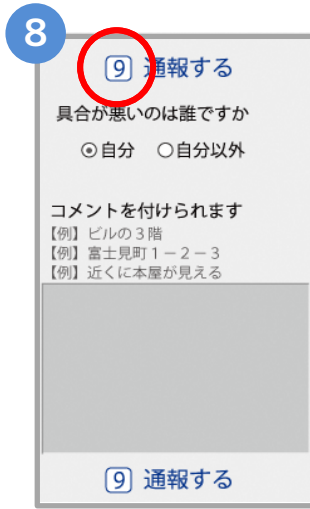 8
9 通報する
具合が悪いのは誰ですか
自分 自分以外
コメントを付けられます
【例】ビルの3階
【例】富士見町1-2-3
【例】近くに本屋が見える
9 通報する